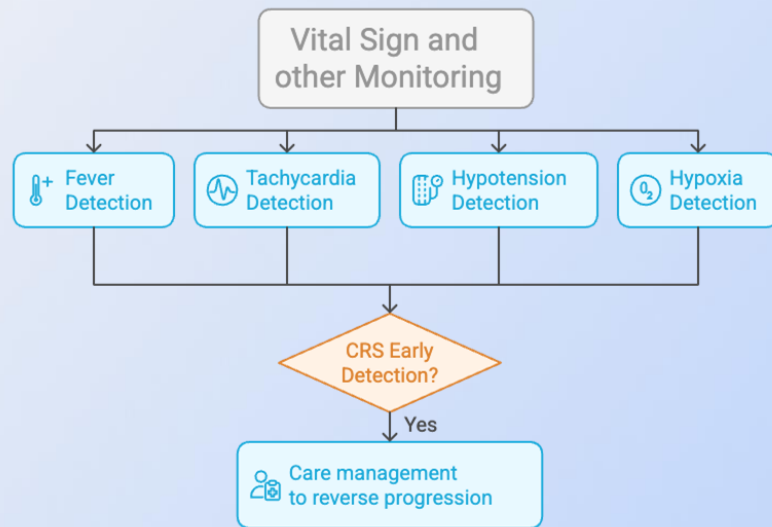 Vital Sign and
other Monitoring
Fever
Detection
Tachycardia
Detection
Hypotension
Detection
O₂
Hypoxia
Detection
CRS Early
Detection?
Yes
Care management
to reverse progression